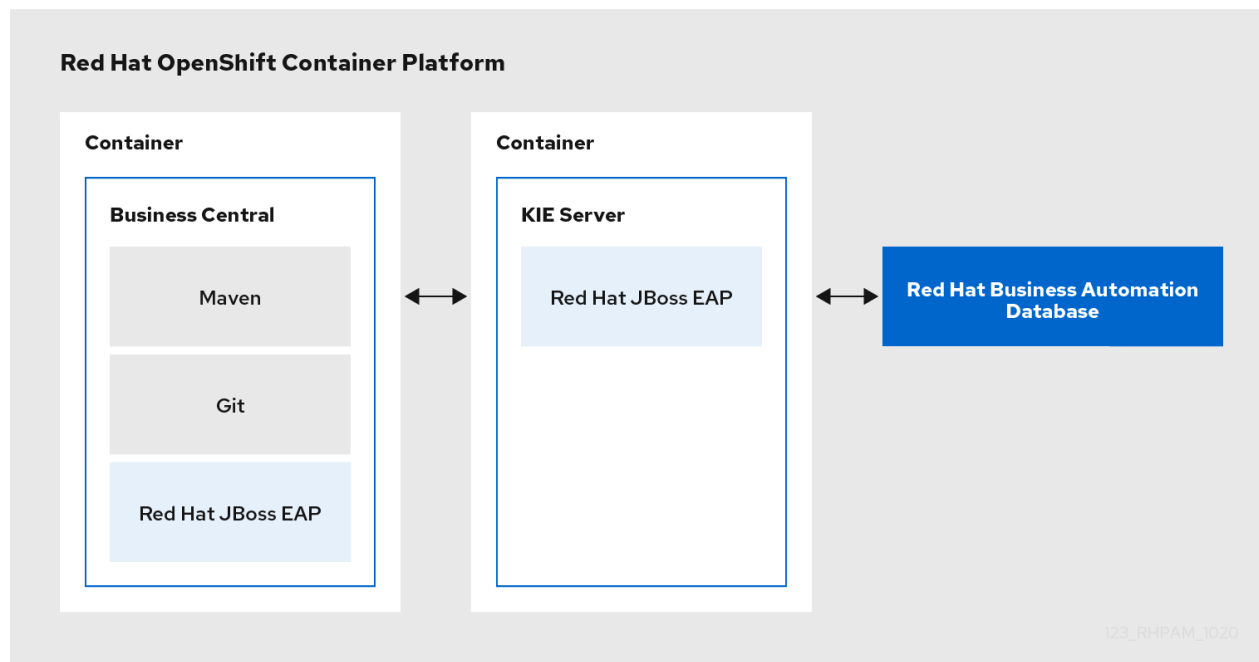 Red Hat OpenShift Container Platform
Container
Business Central
Maven
Git
Red Hat JBoss EAP
Container
KIE Server
Red Hat JBoss EAP
Red Hat Business Automation
Database
123_RHPAM_1020